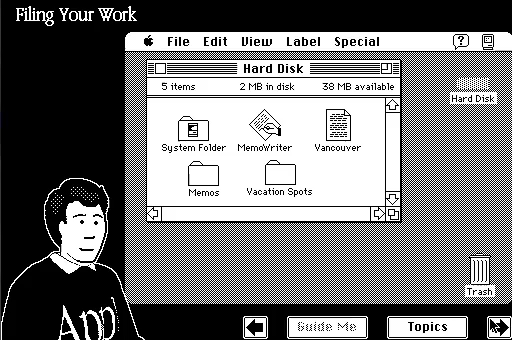 Filing Your Work
File Edit View Label Special
?
Hard Disk
5 items 2 MB in disk 38 MB available
Hard Disk
System Folder MemoWriter Vancouver
Memos Vacation Spots
Trash
App
Guide Me Topics